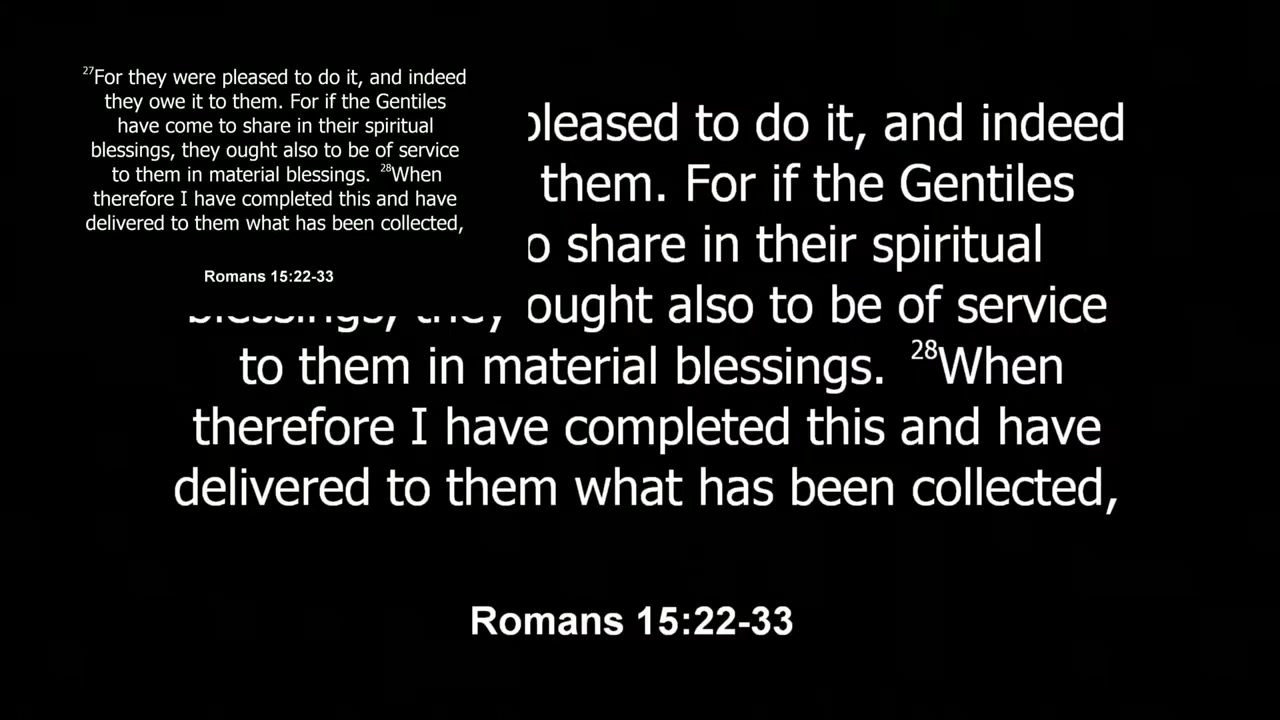 ²⁷For they were pleased to do it, and indeed
they owe it to them. For if the Gentiles
have come to share in their spiritual
blessings, they ought also to be of service
to them in material blessings. ²⁸When
therefore I have completed this and have
delivered to them what has been collected,
Romans 15:22-33
pleased to do it, and indeed
them. For if the Gentiles
o share in their spiritual
blessings, they ought also to be of service
to them in material blessings. ²⁸When
therefore I have completed this and have
delivered to them what has been collected,
Romans 15:22-33